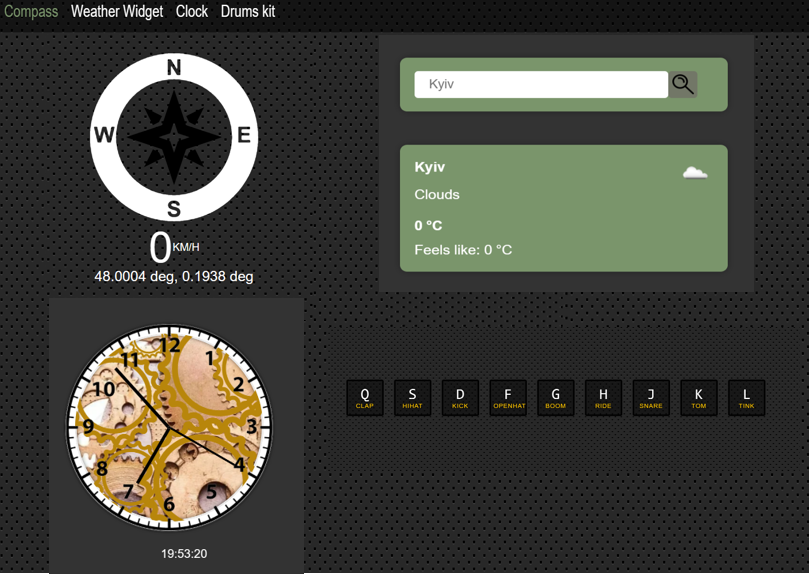 Compass Weather Widget Clock Drums kit
N
W E
S
0 KM/H
48.0004 deg, 0.1938 deg
Kyiv
Kyiv
Clouds
0 °C
Feels like: 0 °C
12
11 1
10 2
9 3
8 4
7 5
6
19:53:20
Q S D F G H J K L
CLAP HIHAT KICK OPENHAT BOOM RIDE SNARE TOM TINK